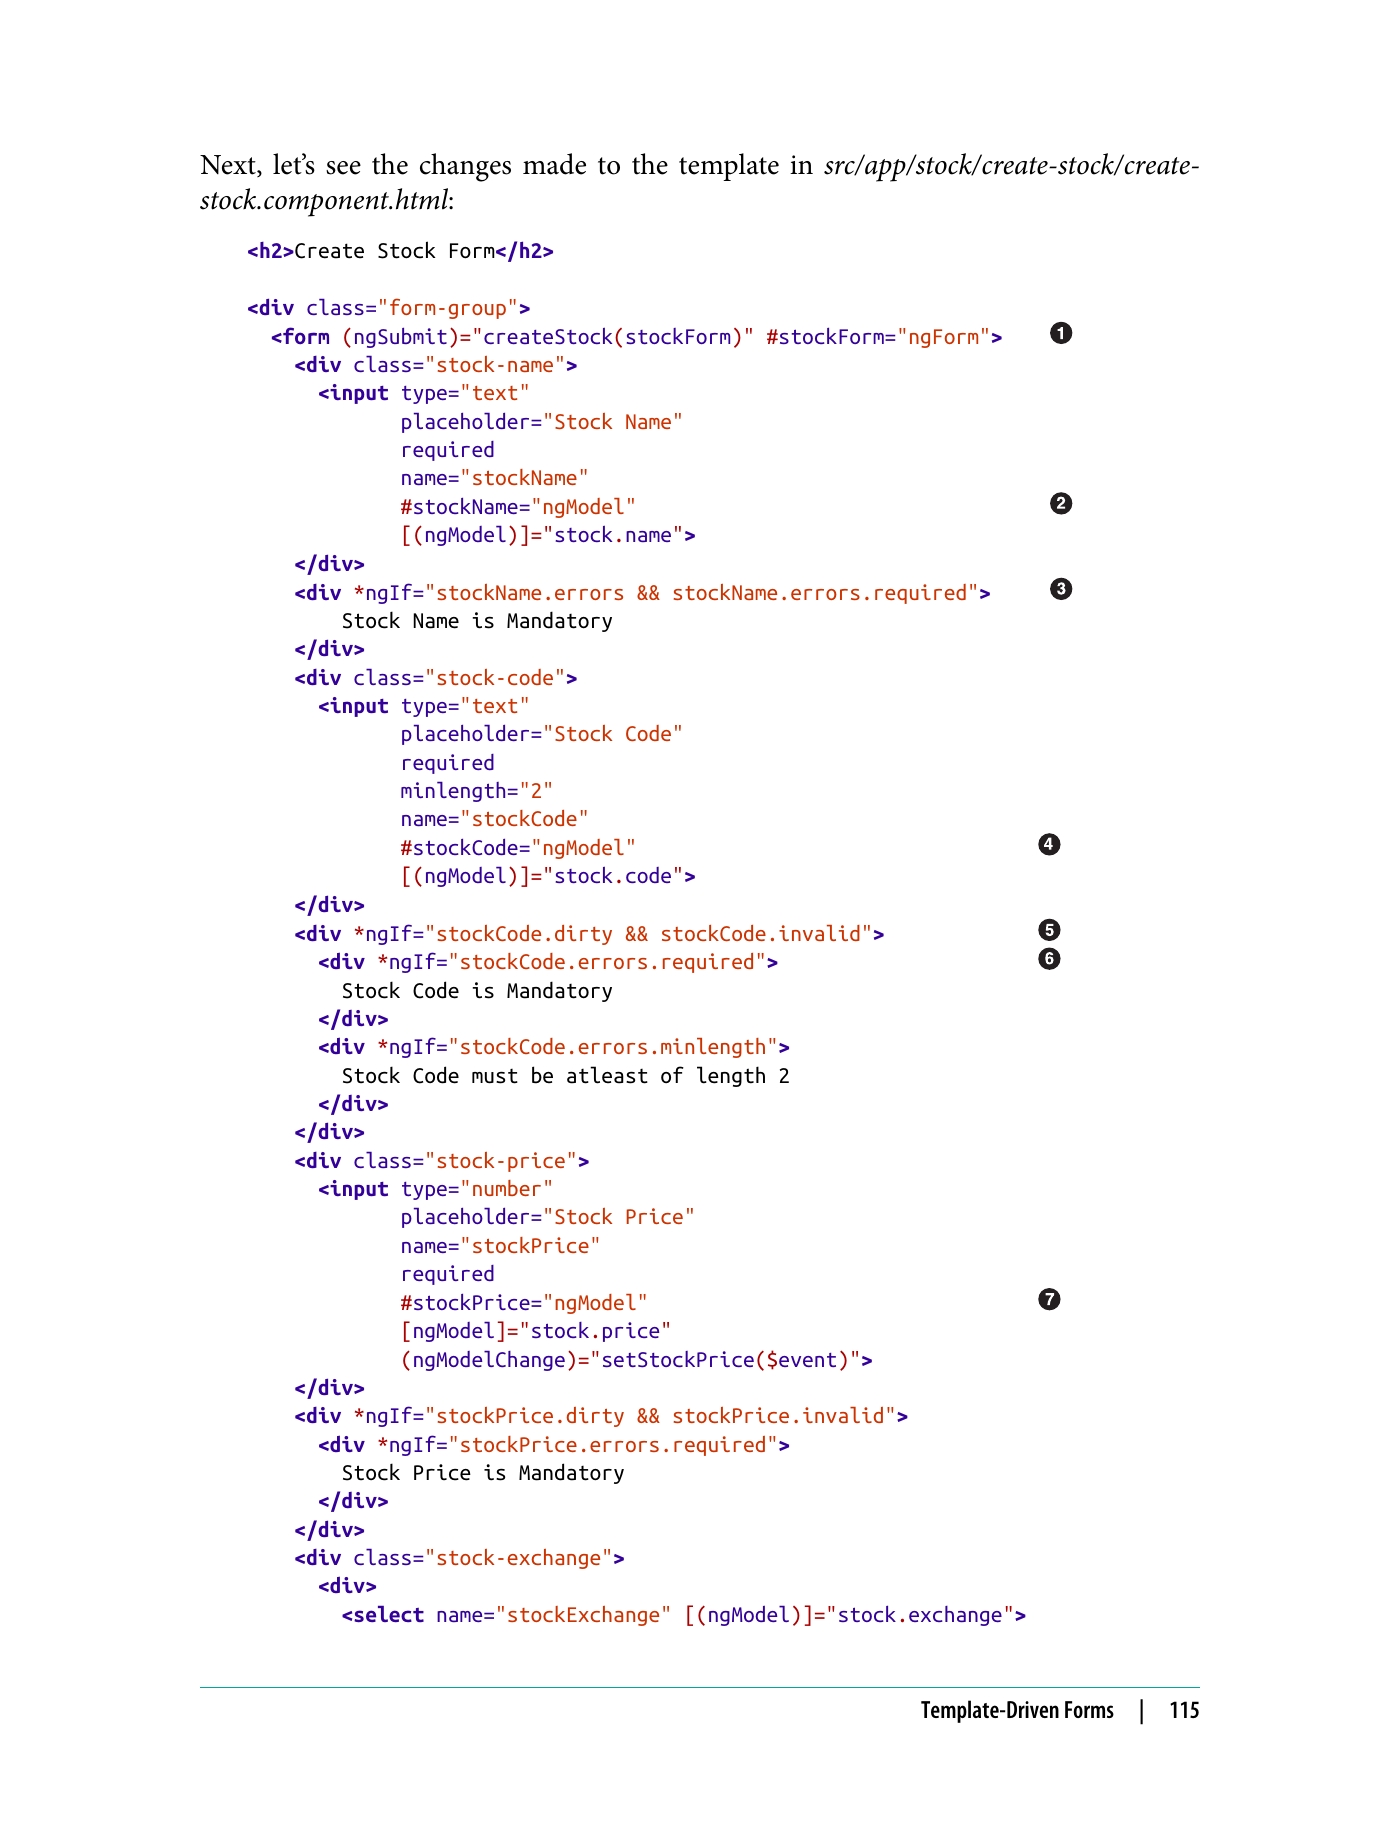 Next, let's see the changes made to the template in src/app/stock/create-stock/create-
stock.component.html:
<h2>Create Stock Form</h2>
<div class="form-group">
<form (ngSubmit)="createStock(stockForm)" #stockForm="ngForm"> 1
<div class="stock-name">
<input type="text"
placeholder="Stock Name"
required
name="stockName"
#stockName="ngModel" 2
[(ngModel)]="stock.name">
</div>
<div *ngIf="stockName.errors && stockName.errors.required"> 3
Stock Name is Mandatory
</div>
<div class="stock-code">
<input type="text"
placeholder="Stock Code"
required
minlength="2"
name="stockCode"
#stockCode="ngModel" 4
[(ngModel)]="stock.code">
</div>
<div *ngIf="stockCode.dirty && stockCode.invalid"> 5
<div *ngIf="stockCode.errors.required"> 6
Stock Code is Mandatory
</div>
<div *ngIf="stockCode.errors.minlength">
Stock Code must be atleast of length 2
</div>
</div>
<div class="stock-price">
<input type="number"
placeholder="Stock Price"
name="stockPrice"
required
#stockPrice="ngModel" 7
[ngModel]="stock.price"
(ngModelChange)="setStockPrice($event)">
</div>
<div *ngIf="stockPrice.dirty && stockPrice.invalid">
<div *ngIf="stockPrice.errors.required">
Stock Price is Mandatory
</div>
</div>
<div class="stock-exchange">
<div>
<select name="stockExchange" [(ngModel)]="stock.exchange">
Template-Driven Forms | 115